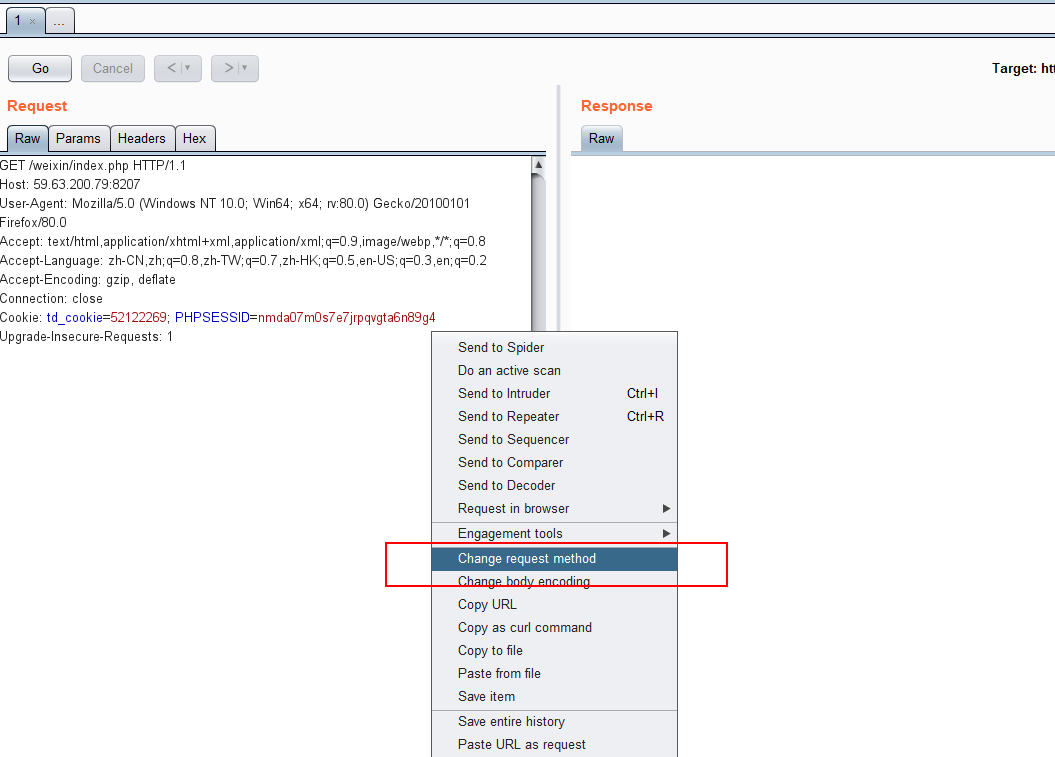 1 × ...
Go Cancel < > Target: htt
Request Response
Raw Params Headers Hex Raw
GET /weixin/index.php HTTP/1.1
Host: 59.63.200.79:8207
User-Agent: Mozilla/5.0 (Windows NT 10.0; Win64; x64; rv:80.0) Gecko/20100101
Firefox/80.0
Accept: text/html,application/xhtml+xml,application/xml;q=0.9,image/webp,*/*;q=0.8
Accept-Language: zh-CN,zh;q=0.8,zh-TW;q=0.7,zh-HK;q=0.5,en-US;q=0.3,en;q=0.2
Accept-Encoding: gzip, deflate
Connection: close
Cookie: td_cookie=52122269; PHPSESSID=nmda07m0s7e7jrpqvgta6n89g4
Upgrade-Insecure-Requests: 1
Send to Spider
Do an active scan
Send to Intruder Ctrl+I
Send to Repeater Ctrl+R
Send to Sequencer
Send to Comparer
Send to Decoder
Request in browser
Engagement tools
Change request method
Change body encoding
Copy URL
Copy as curl command
Copy to file
Paste from file
Save item
Save entire history
Paste URL as request